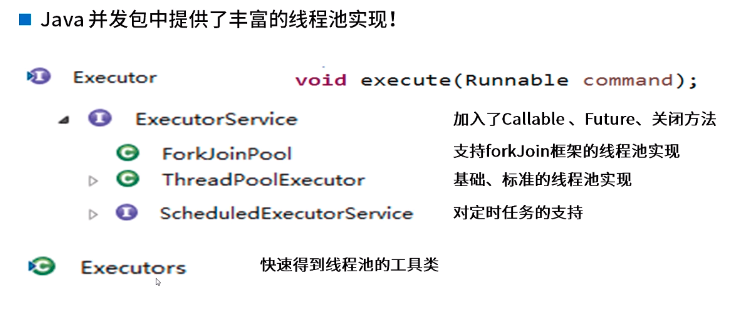 Java 并发包中提供了丰富的线程池实现！
Executor void execute(Runnable command);
ExecutorService 加入了Callable 、Future、关闭方法
ForkJoinPool 支持forkJoin框架的线程池实现
ThreadPoolExecutor 基础、标准的线程池实现
ScheduledExecutorService 对定时任务的支持
Executors 快速得到线程池的工具类